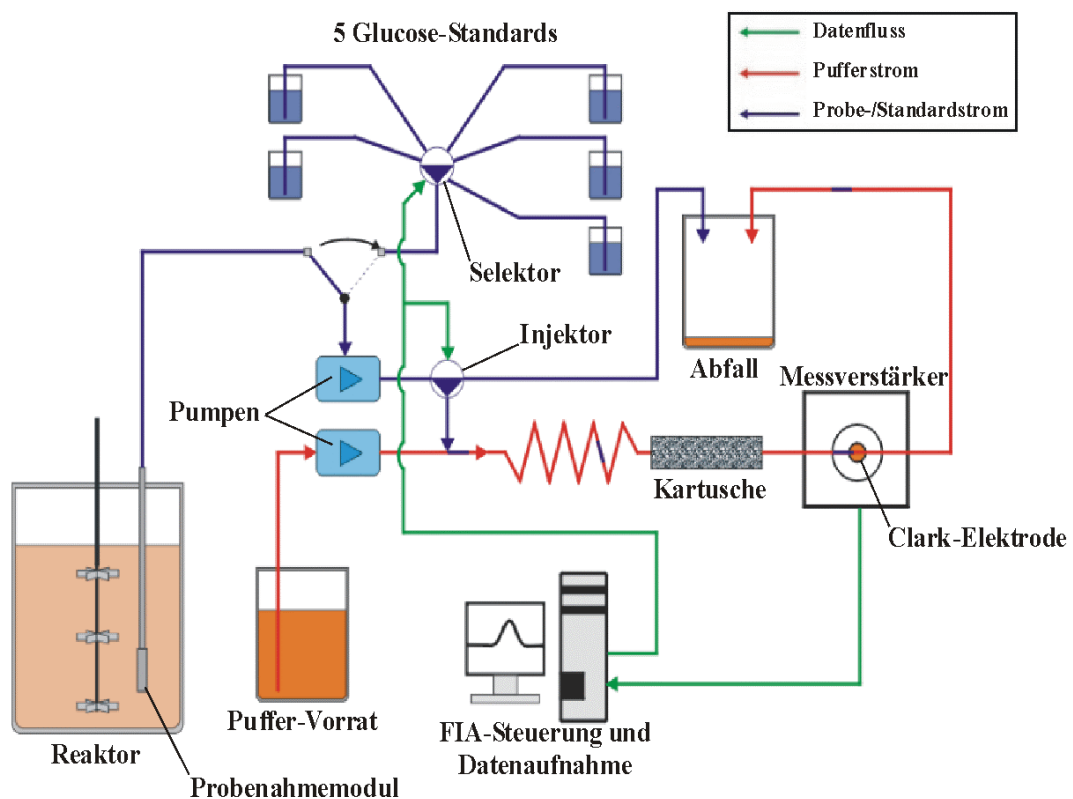 5 Glucose-Standards
Datenfluss
Pufferstrom
Probe-/Standardstrom
Selektor
Injektor
Abfall
Messverstärker
Pumpen
Kartusche
Clark-Elektrode
Puffer-Vorrat
FIA-Steuerung und
Datenaufnahme
Reaktor
Probenahmemodul